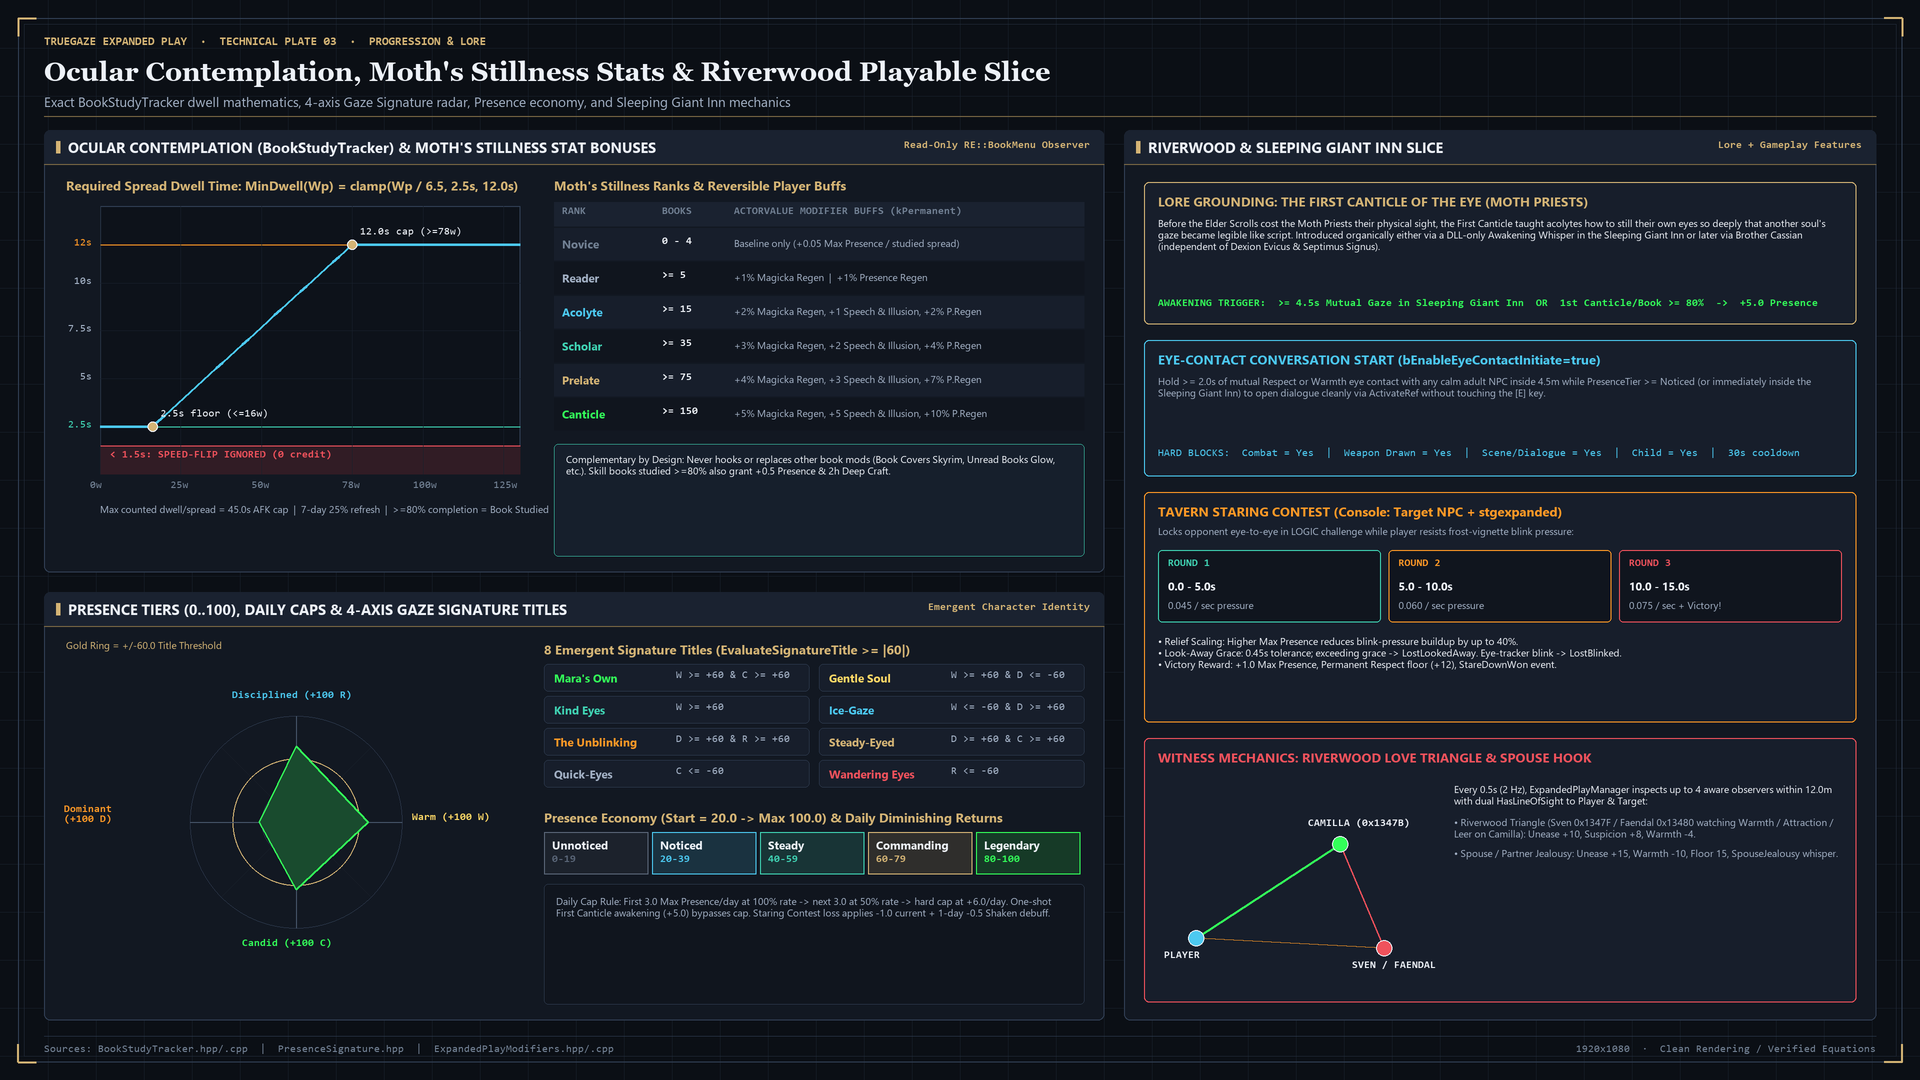 TRUEGAZE EXPANDED PLAY · TECHNICAL PLATE 03 · PROGRESSION & LORE
Ocular Contemplation, Moth's Stillness Stats & Riverwood Playable Slice
Exact BookStudyTracker dwell mathematics, 4-axis Gaze Signature radar, Presence economy, and Sleeping Giant Inn mechanics
OCULAR CONTEMPLATION (BookStudyTracker) & MOTH'S STILLNESS STAT BONUSES
Read-Only RE::BookMenu Observer
Required Spread Dwell Time: MinDwell(Wp) = clamp(Wp / 6.5, 2.5s, 12.0s)
12.0s cap (>=78w)
12s
10s
7.5s
5s
2.5s floor (<=16w)
2.5s
< 1.5s: SPEED-FLIP IGNORED (0 credit)
0w 25w 50w 78w 100w 125w
Max counted dwell/spread = 45.0s AFK cap | 7-day 25% refresh | >=80% completion = Book Studied
Moth's Stillness Ranks & Reversible Player Buffs
RANK BOOKS ACTORVALUE MODIFIER BUFFS (kPermanent)
Novice 0 - 4 Baseline only (+0.05 Max Presence / studied spread)
Reader >= 5 +1% Magicka Regen | +1% Presence Regen
Acolyte >= 15 +2% Magicka Regen, +1 Speech & Illusion, +2% P.Regen
Scholar >= 35 +3% Magicka Regen, +2 Speech & Illusion, +4% P.Regen
Prelate >= 75 +4% Magicka Regen, +3 Speech & Illusion, +7% P.Regen
Canticle >= 150 +5% Magicka Regen, +5 Speech & Illusion, +10% P.Regen
Complementary by Design: Never hooks or replaces other book mods (Book Covers Skyrim, Unread Books Glow,
etc.). Skill books studied >=80% also grant +0.5 Presence & 2h Deep Craft.
PRESENCE TIERS (0..100), DAILY CAPS & 4-AXIS GAZE SIGNATURE TITLES
Emergent Character Identity
Gold Ring = +/-60.0 Title Threshold
Disciplined (+100 R)
Dominant
(+100 D)
Warm (+100 W)
Candid (+100 C)
8 Emergent Signature Titles (EvaluateSignatureTitle >= |60|)
Mara's Own W >= +60 & C >= +60
Gentle Soul W >= +60 & D <= -60
Kind Eyes W >= +60
Ice-Gaze W <= -60 & D >= +60
The Unblinking D >= +60 & R >= +60
Steady-Eyed D >= +60 & C >= +60
Quick-Eyes C <= -60
Wandering Eyes R <= -60
Presence Economy (Start = 20.0 -> Max 100.0) & Daily Diminishing Returns
Unnoticed Noticed Steady Commanding Legendary
0-19 20-39 40-59 60-79 80-100
Daily Cap Rule: First 3.0 Max Presence/day at 100% rate -> next 3.0 at 50% rate -> hard cap at +6.0/day. One-shot
First Canticle awakening (+5.0) bypasses cap. Staring Contest loss applies -1.0 current + 1-day -0.5 Shaken debuff.
RIVERWOOD & SLEEPING GIANT INN SLICE
Lore + Gameplay Features
LORE GROUNDING: THE FIRST CANTICLE OF THE EYE (MOTH PRIESTS)
Before the Elder Scrolls cost the Moth Priests their physical sight, the First Canticle taught acolytes how to still their own eyes so deeply that another soul's
gaze became legible like script. Introduced organically either via a DLL-only Awakening Whisper in the Sleeping Giant Inn or later via Brother Cassian
(independent of Dexion Evicus & Septimus Signus).
AWAKENING TRIGGER: >= 4.5s Mutual Gaze in Sleeping Giant Inn OR 1st Canticle/Book >= 80% -> +5.0 Presence
EYE-CONTACT CONVERSATION START (bEnableEyeContactInitiate=true)
Hold >= 2.0s of mutual Respect or Warmth eye contact with any calm adult NPC inside 4.5m while PresenceTier >= Noticed (or immediately inside the
Sleeping Giant Inn) to open dialogue cleanly via ActivateRef without touching the [E] key.
HARD BLOCKS: Combat = Yes | Weapon Drawn = Yes | Scene/Dialogue = Yes | Child = Yes | 30s cooldown
TAVERN STARING CONTEST (Console: Target NPC + stgexpanded)
Locks opponent eye-to-eye in LOGIC challenge while player resists frost-vignette blink pressure:
ROUND 1
0.0 - 5.0s
0.045 / sec pressure
ROUND 2
5.0 - 10.0s
0.060 / sec pressure
ROUND 3
10.0 - 15.0s
0.075 / sec + Victory!
• Relief Scaling: Higher Max Presence reduces blink-pressure buildup by up to 40%.
• Look-Away Grace: 0.45s tolerance; exceeding grace -> LostLookedAway. Eye-tracker blink -> LostBlinked.
• Victory Reward: +1.0 Max Presence, Permanent Respect floor (+12), StareDownWon event.
WITNESS MECHANICS: RIVERWOOD LOVE TRIANGLE & SPOUSE HOOK
CAMILLA (0x1347B)
PLAYER
SVEN / FAENDAL
Every 0.5s (2 Hz), ExpandedPlayManager inspects up to 4 aware observers within 12.0m
with dual HasLineOfSight to Player & Target:
• Riverwood Triangle (Sven 0x1347F / Faendal 0x13480 watching Warmth / Attraction /
Leer on Camilla): Unease +10, Suspicion +8, Warmth -4.
• Spouse / Partner Jealousy: Unease +15, Warmth -10, Floor 15, SpouseJealousy whisper.
Sources: BookStudyTracker.hpp/.cpp | PresenceSignature.hpp | ExpandedPlayModifiers.hpp/.cpp
1920x1080 · Clean Rendering / Verified Equations